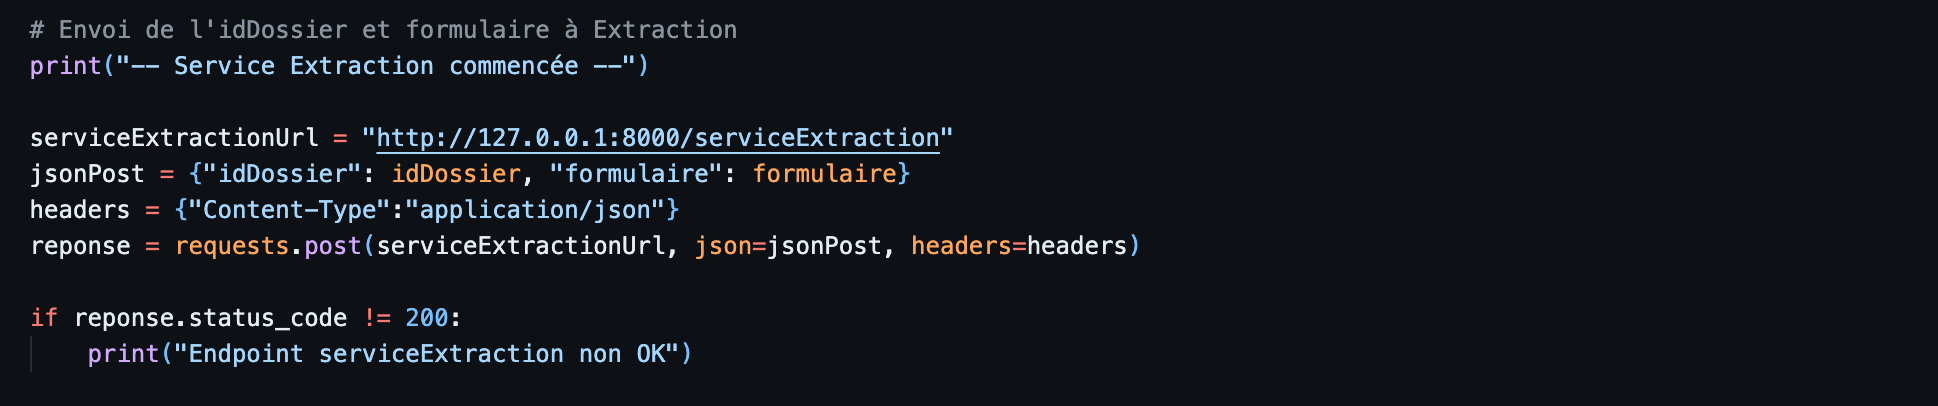 # Envoi de l'idDossier et formulaire à Extraction
print("-- Service Extraction commencée --")
serviceExtractionUrl = "http://127.0.0.1:8000/serviceExtraction"
jsonPost = {"idDossier": idDossier, "formulaire": formulaire}
headers = {"Content-Type":"application/json"}
reponse = requests.post(serviceExtractionUrl, json=jsonPost, headers=headers)
if reponse.status_code != 200:
    print("Endpoint serviceExtraction non OK")